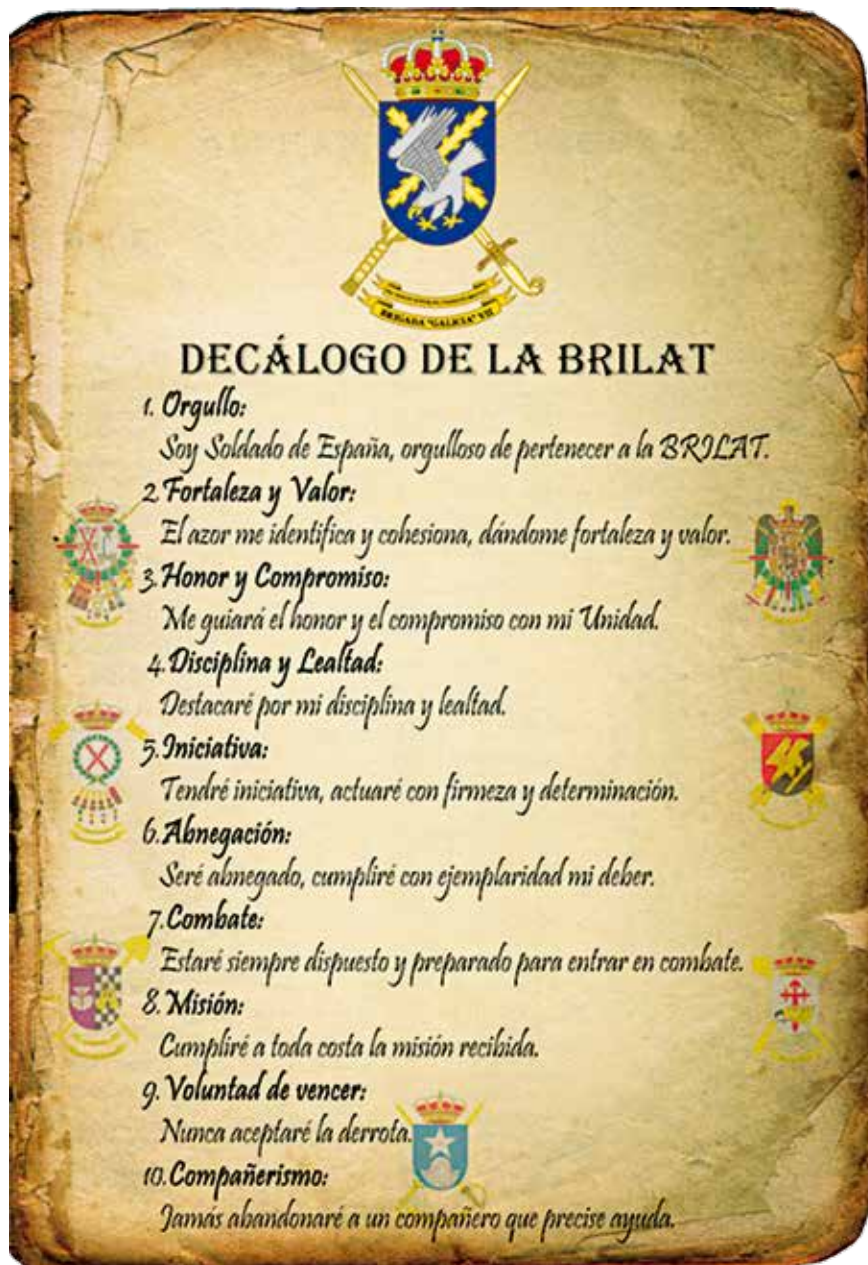 BRIGADA "GALICIA" VII
DECÁLOGO DE LA BRILAT
1. Orgullo:
Soy Soldado de España, orgulloso de pertenecer a la BRILAT.
2 Fortaleza y Valor:
El azor me identifica y cohesiona, dándome fortaleza y valor.
3. Honor y Compromiso:
Me guiará el honor y el compromiso con mi Unidad.
4. Disciplina y Lealtad:
Destacaré por mi disciplina y lealtad.
5. Iniciativa:
Tendré iniciativa, actuaré con firmeza y determinación.
6. Abnegación:
Seré abnegado, cumpliré con ejemplaridad mi deber.
7. Combate:
Estaré siempre dispuesto y preparado para entrar en combate.
8. Misión:
Cumpliré a toda costa la misión recibida.
9. Voluntad de vencer:
Nunca aceptaré la derrota.
10. Compañerismo:
Jamás abandonaré a un compañero que precise ayuda.